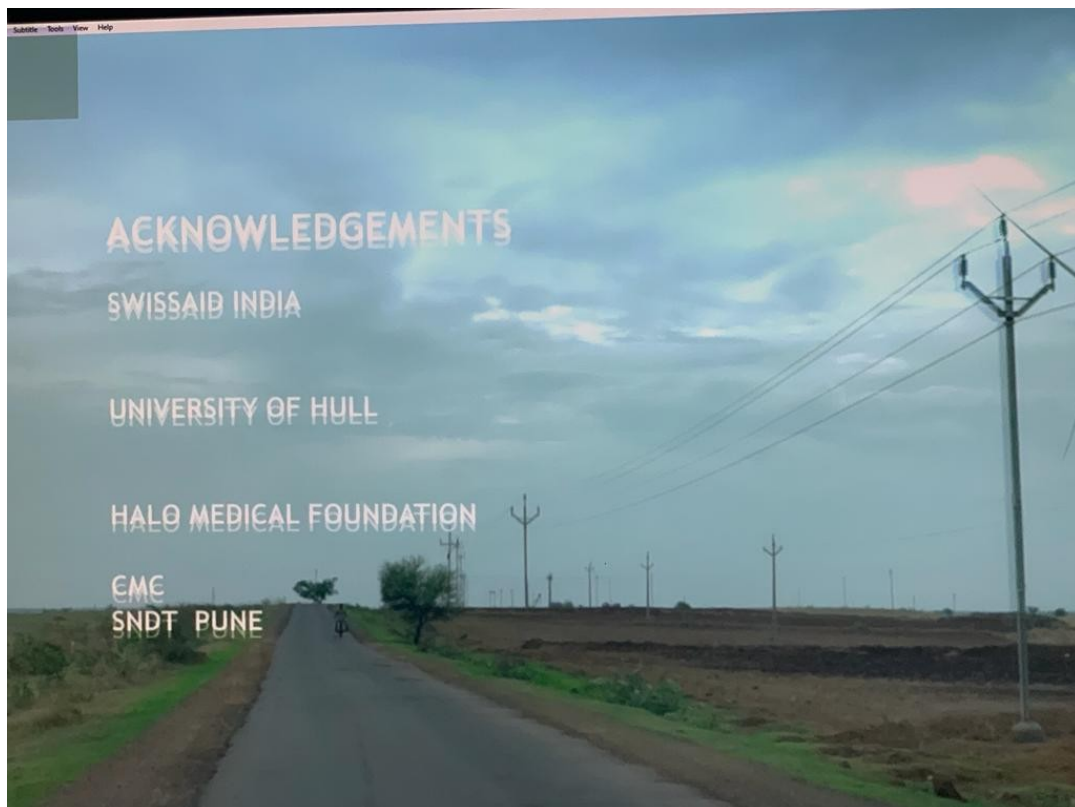 Subtitle Tools View Help
ACKNOWLEDGEMENTS
SWISSAID INDIA
UNIVERSITY OF HULL
HALO MEDICAL FOUNDATION
CMC
SNDT PUNE